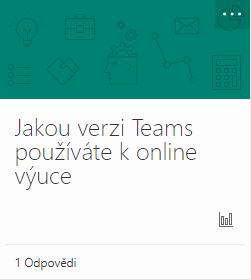 Jakou verzi Teams
používáte k online
výuce
1 Odpovědi